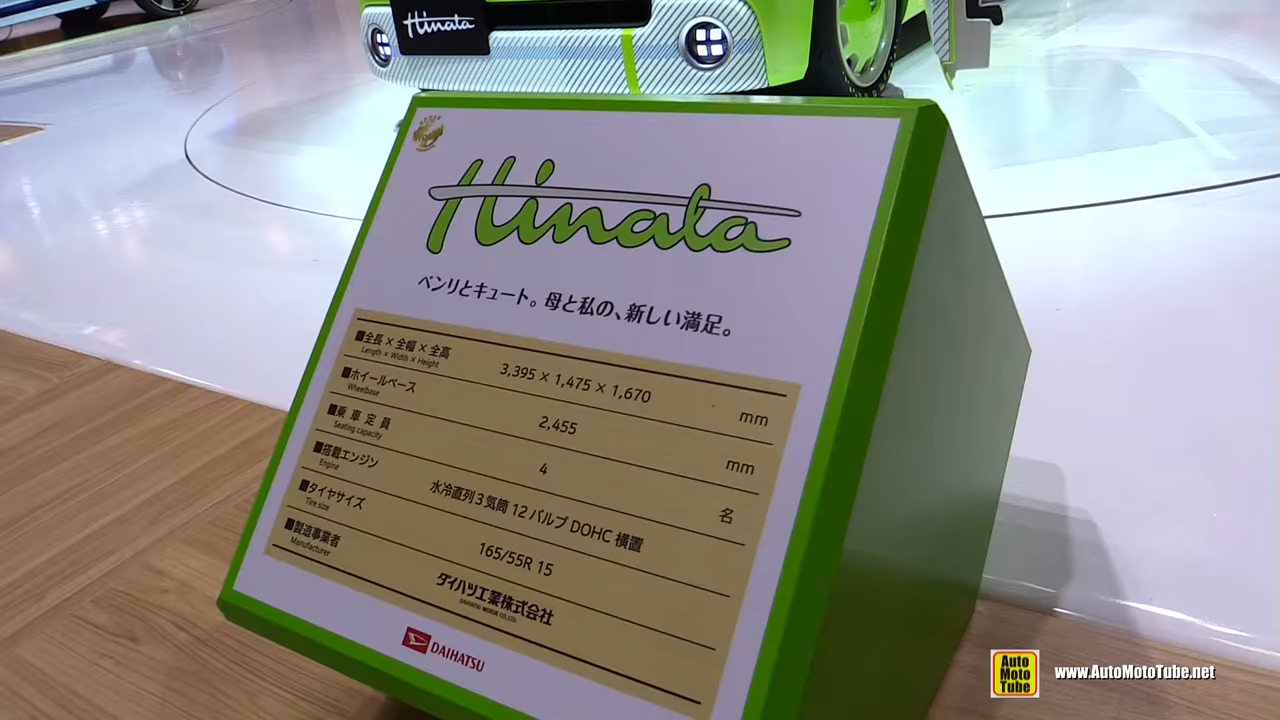 Hinata
Hinata
ベンリとキュート。母と私の、新しい満足。
■全長×全幅×全高 3,395 × 1,475 × 1,670 mm
Length × Width × Height
■ホイールベース 2,455 mm
Wheelbase
■乗車定員 4 名
Seating capacity
■搭載エンジン 水冷直列3気筒 12バルブ DOHC 横置
Engine
■タイヤサイズ 165/55R 15
Tire size
■製造事業者 ダイハツ工業株式会社
Manufacturer DAIHATSU MOTOR CO.,LTD.
DAIHATSU
Auto
Moto
Tube
www.AutoMotoTube.net